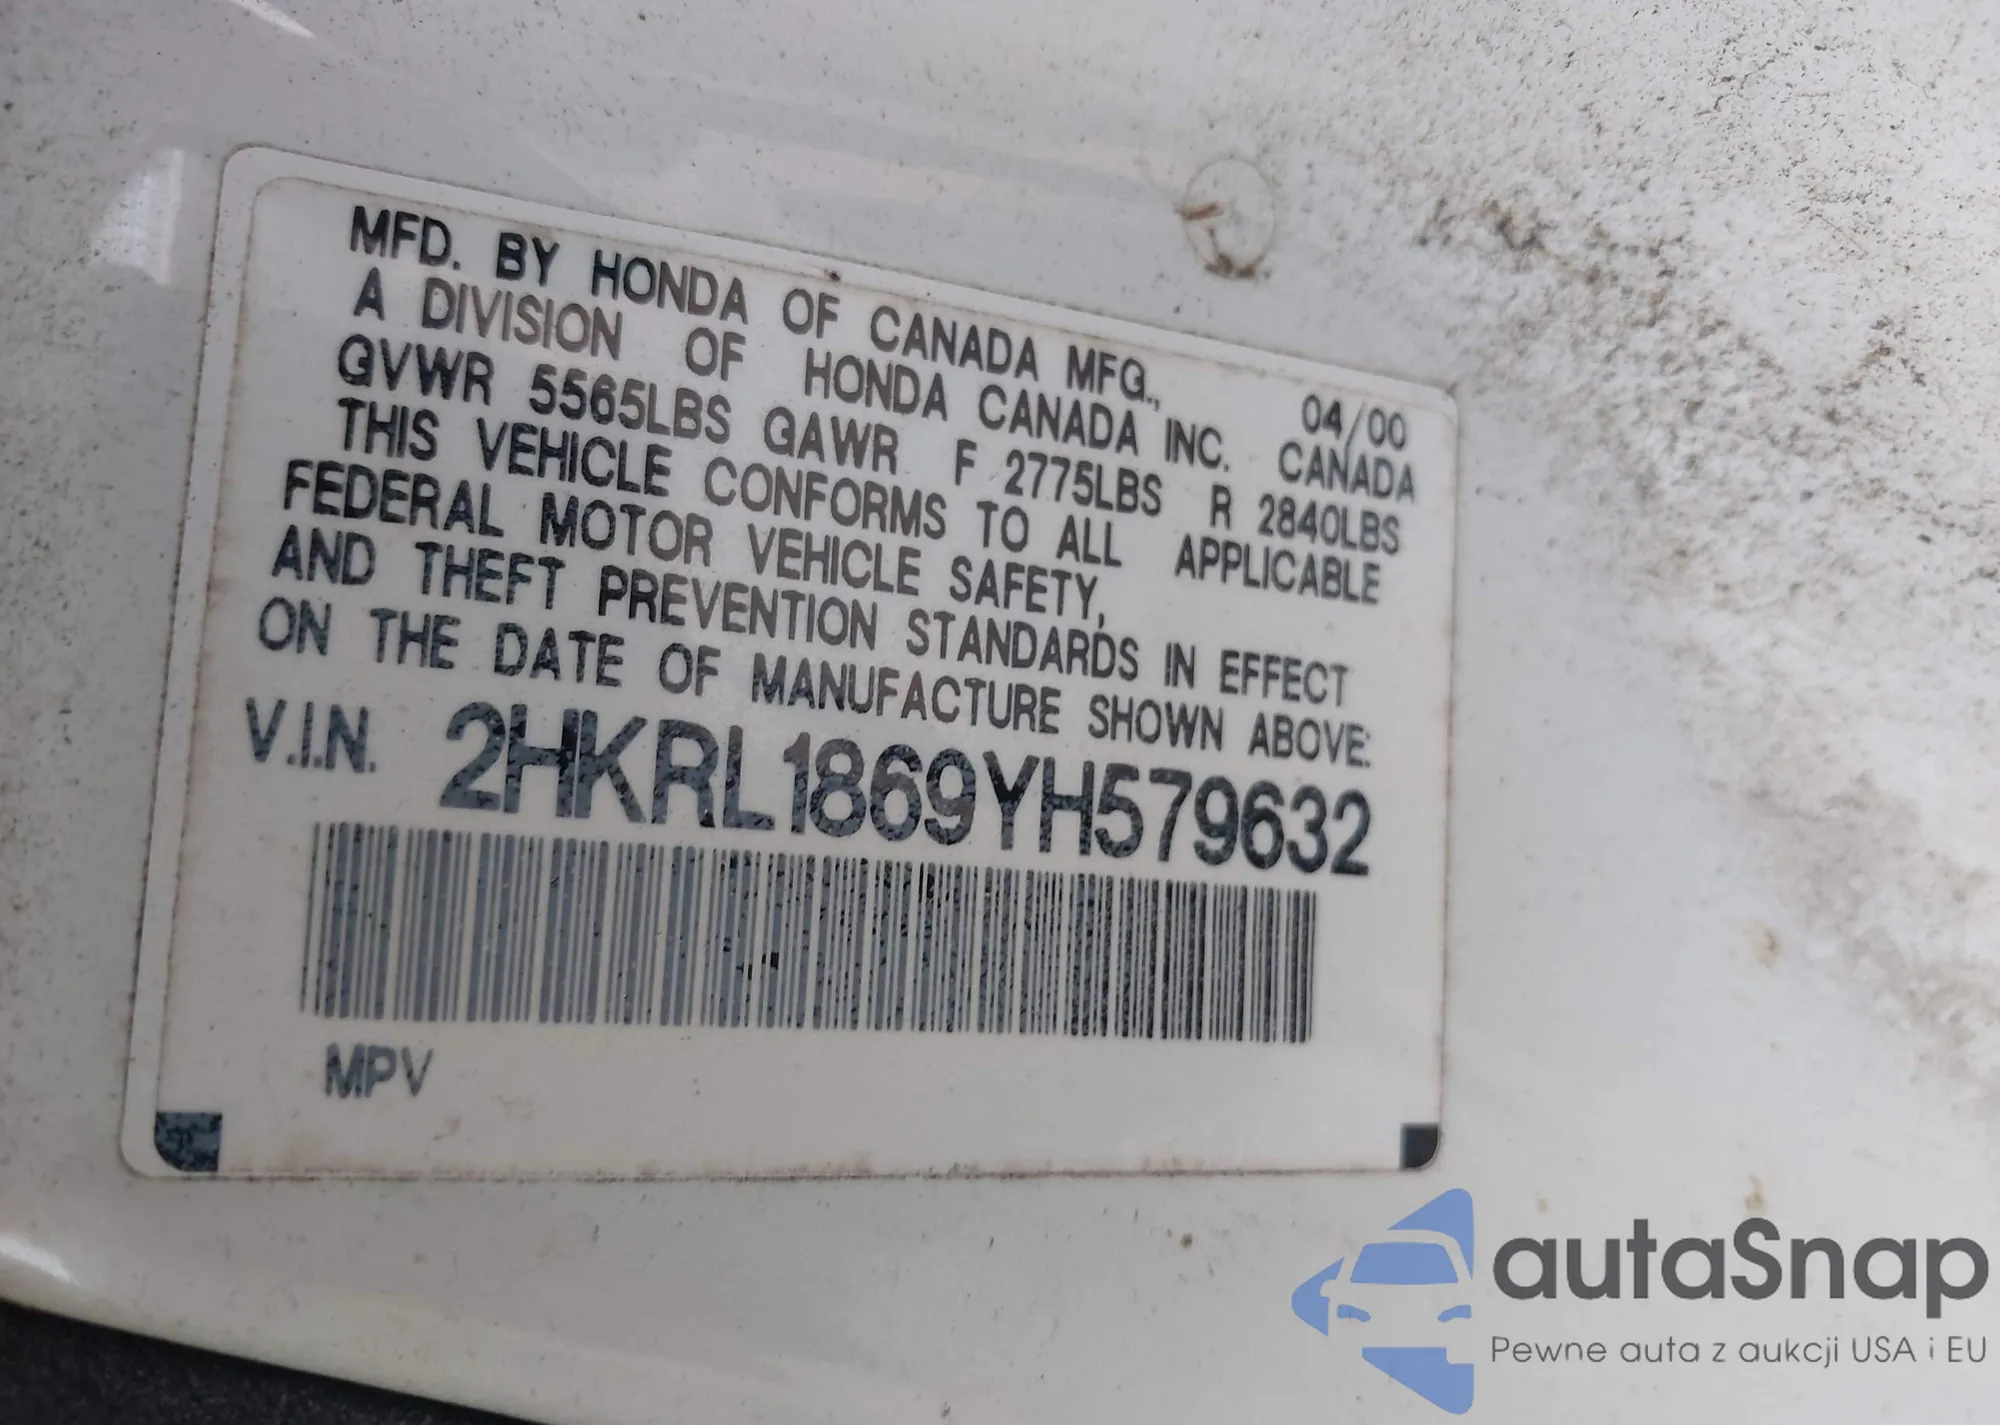 MFD. BY HONDA OF CANADA MFG., 04/00
A DIVISION OF HONDA CANADA INC. CANADA
GVWR 5565LBS GAWR F 2775LBS R 2840LBS
THIS VEHICLE CONFORMS TO ALL APPLICABLE
FEDERAL MOTOR VEHICLE SAFETY,
AND THEFT PREVENTION STANDARDS IN EFFECT
ON THE DATE OF MANUFACTURE SHOWN ABOVE:
V.I.N. 2HKRL1869YH579632
MPV
autaSnap
Pewne auta z aukcji USA i EU